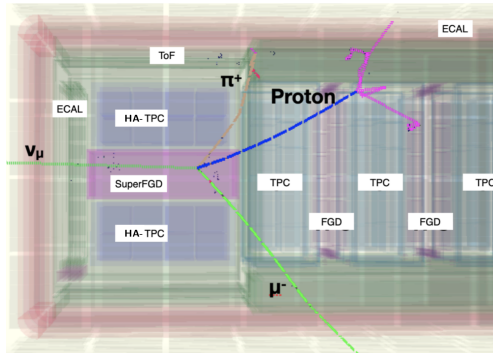 ECAL
ToF
π+
ECAL
HA-TPC
Proton
νμ
SuperFGD
TPC
TPC
TPC
FGD
FGD
HA-TPC
μ-